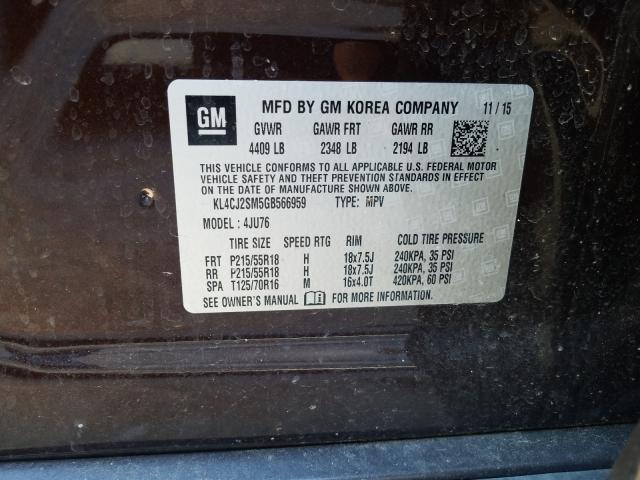 GM MFD BY GM KOREA COMPANY 11/15
GVWR GAWR FRT GAWR RR
4409 LB 2348 LB 2194 LB
THIS VEHICLE CONFORMS TO ALL APPLICABLE U.S. FEDERAL MOTOR
VEHICLE SAFETY AND THEFT PREVENTION STANDARDS IN EFFECT
ON THE DATE OF MANUFACTURE SHOWN ABOVE.
KL4CJ2SM5GB566959 TYPE: MPV
MODEL: 4JU76
TIRE SIZE SPEED RTG RIM COLD TIRE PRESSURE
FRT P215/55R18 H 18x7.5J 240KPA, 35 PSI
RR P215/55R18 H 18x7.5J 240KPA, 35 PSI
SPA T125/70R16 M 16x4.0T 420KPA, 60 PSI
SEE OWNER'S MANUAL FOR MORE INFORMATION.